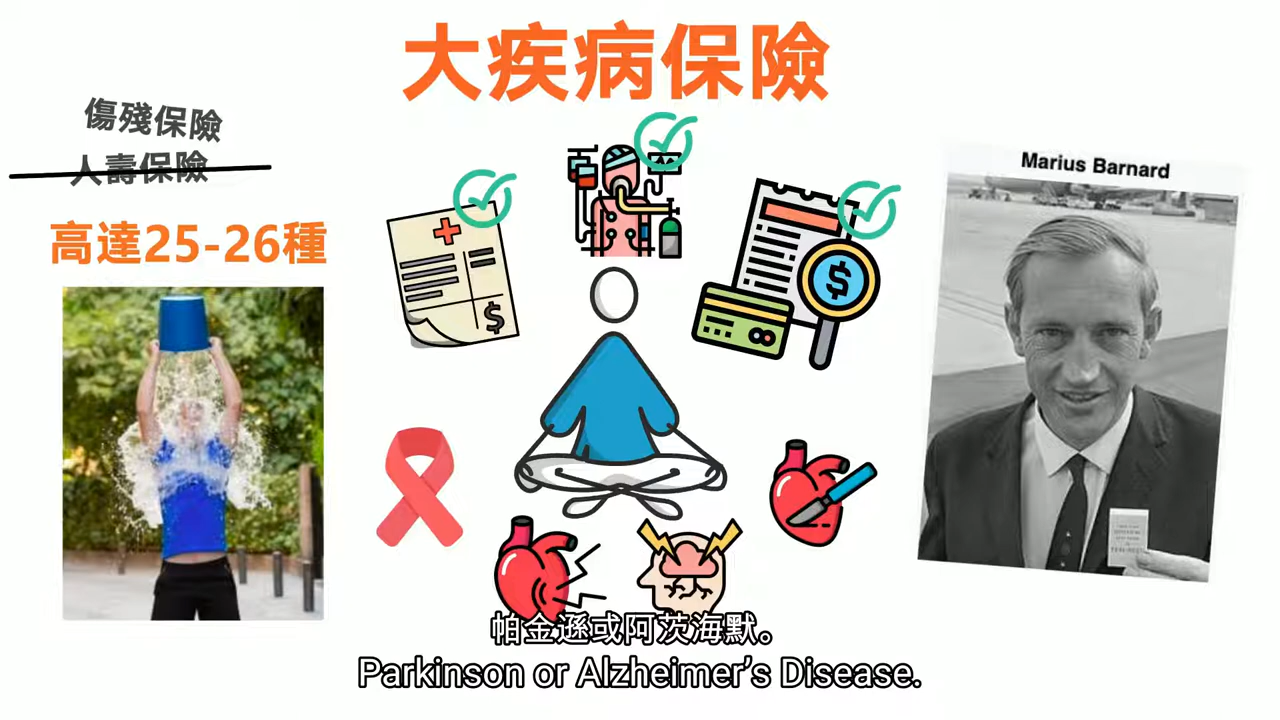 大疾病保險
傷殘保險
人壽保險
高達25-26種
Marius Barnard
帕金遜或阿茨海默。
Parkinson or Alzheimer's Disease.